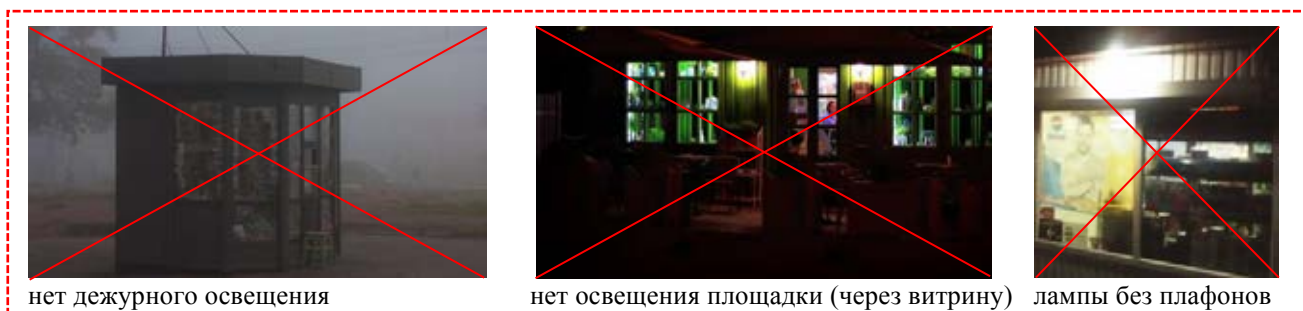 нет дежурного освещения
нет освещения площадки (через витрину)
лампы без плафонов